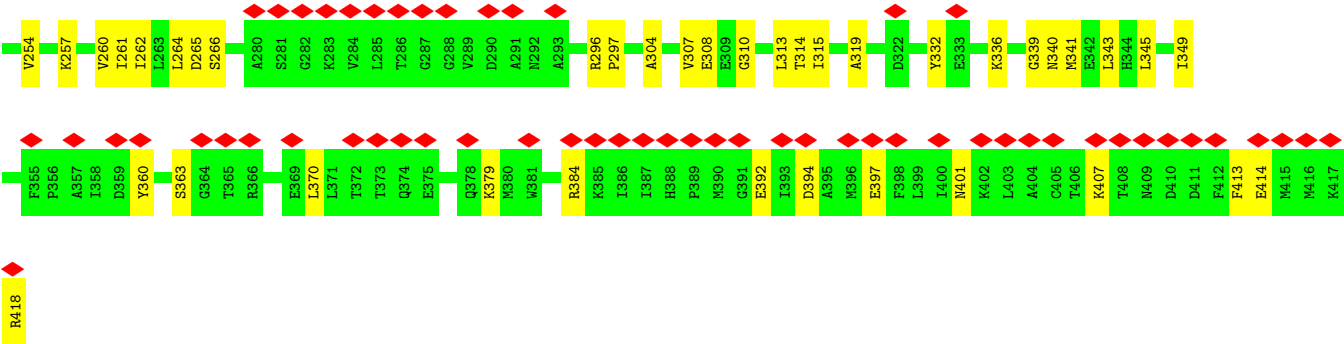 V254 K257 V260 I261 I262 L263 L264 D265 S266 A280 S281 G282 K283 V284 L285 T286 G287 G288 V289 D290 A291 N292 A293 R296 P297 A304 V307 E308 E309 G310 L313 T314 I315 A319 D322 Y332 E333 K336 G339 N340 M341 E342 L343 H344 L345 I349
F355 P356 A357 I358 D359 Y360 S363 G364 T365 R366 E369 L370 L371 T372 T373 Q374 E375 Q378 K379 M380 W381 R384 K385 I386 I387 H388 P389 M390 G391 E392 I393 D394 A395 M396 E397 F398 L399 I400 N401 K402 L403 A404 C405 T406 K407 T408 N409 D410 D411 F412 F413 E414 M415 M416 K417
R418